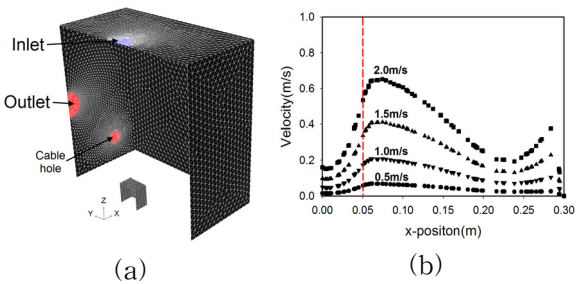 Inlet
Outlet
Cable
hole
Z
Y X
(a)
Velocity(m/s)
1.0
0.8
0.6
0.4
0.2
0.0
2.0m/s
1.5m/s
1.0m/s
0.5m/s
0.00 0.05 0.10 0.15 0.20 0.25 0.30
x-positon(m)
(b)